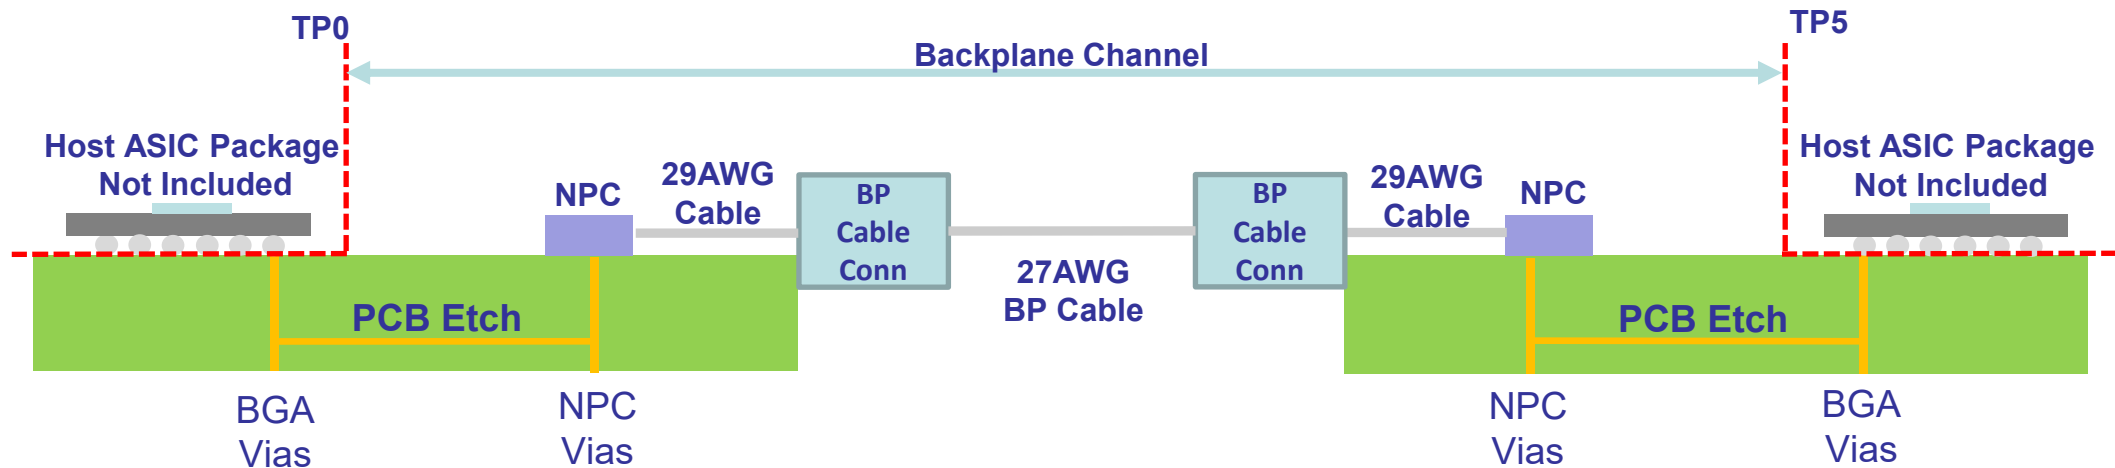 TP0
TP5
Backplane Channel
Host ASIC Package
Not Included
NPC
29AWG
Cable
BP
Cable
Conn
27AWG
BP Cable
BP
Cable
Conn
29AWG
Cable
NPC
Host ASIC Package
Not Included
PCB Etch
PCB Etch
BGA
Vias
NPC
Vias
NPC
Vias
BGA
Vias